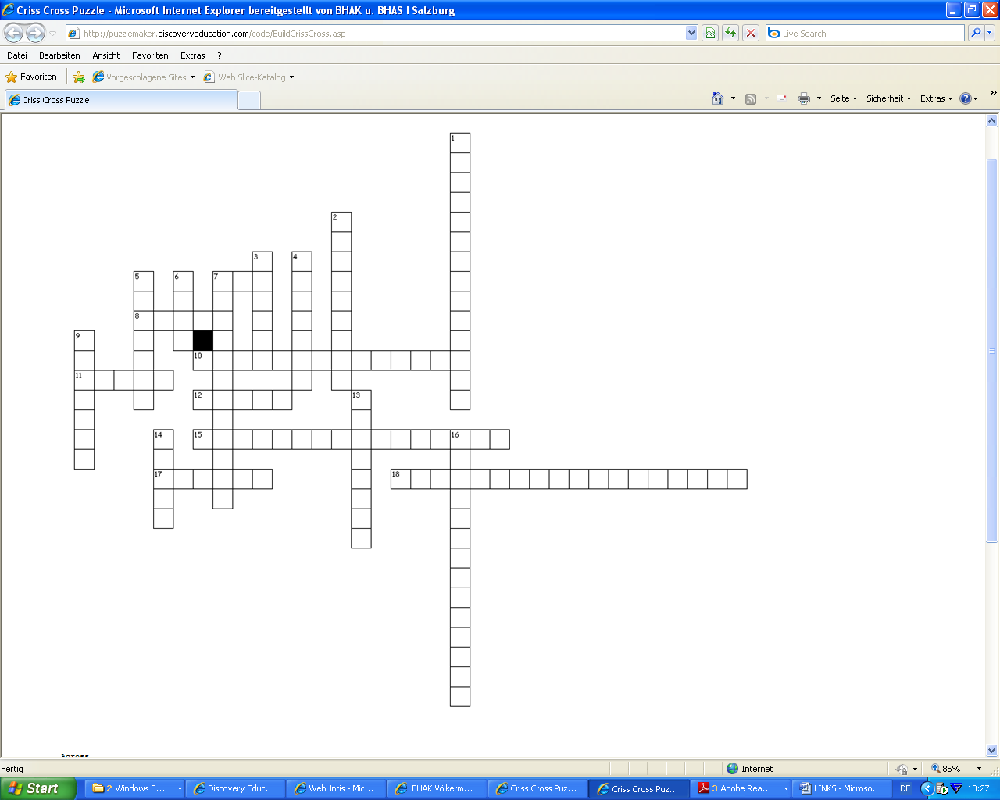 Criss Cross Puzzle - Microsoft Internet Explorer bereitgestellt von BHAK u. BHAS I Salzburg
http://puzzlemaker.discoveryeducation.com/code/BuildCrissCross.asp
Live Search
Datei Bearbeiten Ansicht Favoriten Extras ?
Favoriten Vorgeschlagene Sites Web Slice-Katalog
Criss Cross Puzzle
Seite Sicherheit Extras »
1
2
3 4
5 6 7
8
9
10
11
12 13
14 15 16
17 18
Fertig Internet 85%
Start 2 Windows E... Discovery Educ... WebUntis - Mic... BHAK Völkerm... Criss Cross Puz... Criss Cross Puz... 3 Adobe Rea... LINKS - Microso... DE 10:27